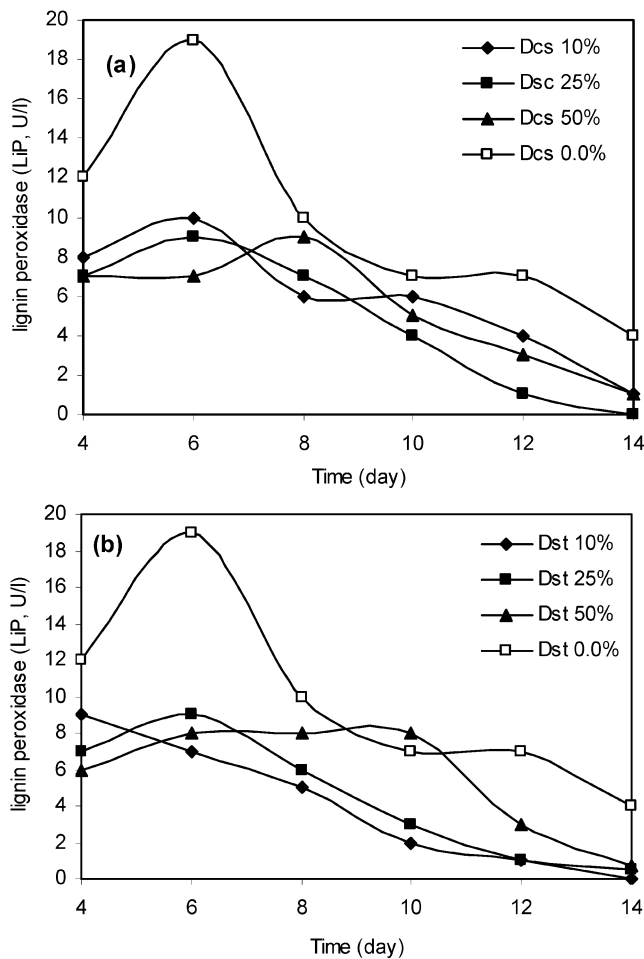 (a)
Dcs 10%
Dsc 25%
Dcs 50%
Dcs 0.0%
lignin peroxidase (LiP, U/l)
20
18
16
14
12
10
8
6
4
2
0
4 6 8 10 12 14
Time (day)
(b)
Dst 10%
Dst 25%
Dst 50%
Dst 0.0%
lignin peroxidase (LiP, U/l)
20
18
16
14
12
10
8
6
4
2
0
4 6 8 10 12 14
Time (day)